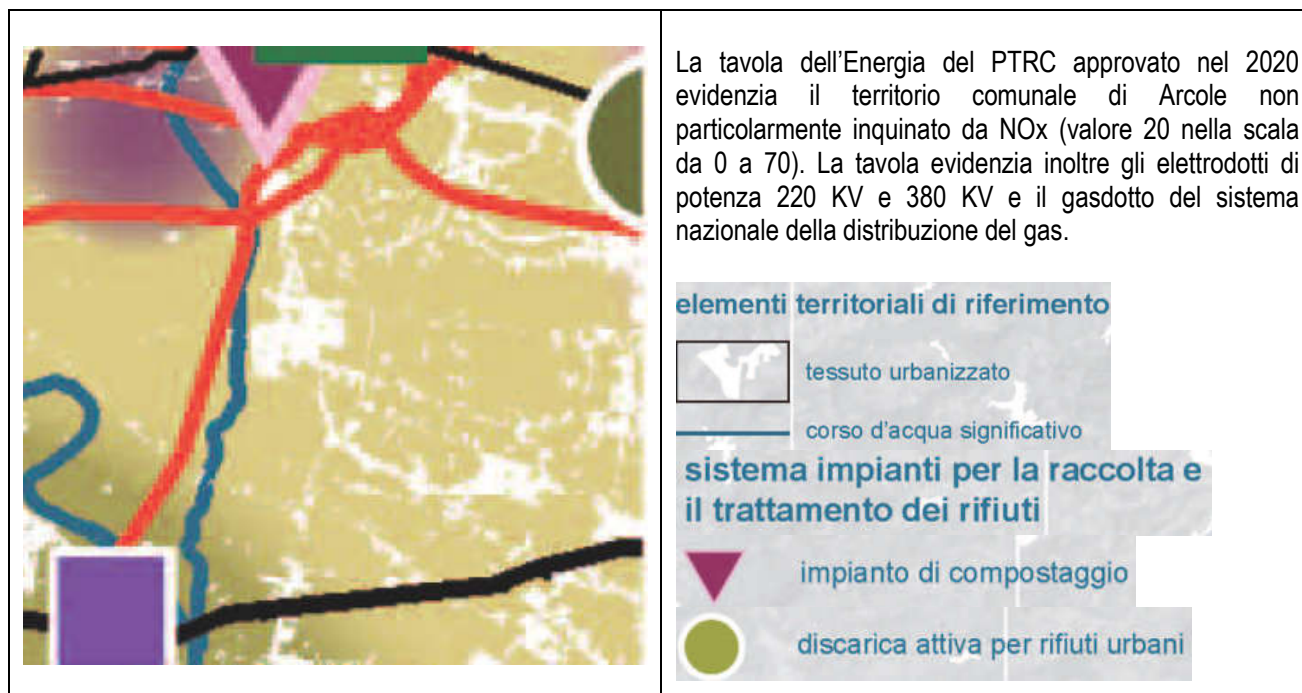 La tavola dell’Energia del PTRC approvato nel 2020
evidenzia il territorio comunale di Arcole non
particolarmente inquinato da NOx (valore 20 nella scala
da 0 a 70). La tavola evidenzia inoltre gli elettrodotti di
potenza 220 KV e 380 KV e il gasdotto del sistema
nazionale della distribuzione del gas.
elementi territoriali di riferimento
tessuto urbanizzato
corso d'acqua significativo
sistema impianti per la raccolta e
il trattamento dei rifiuti
impianto di compostaggio
discarica attiva per rifiuti urbani